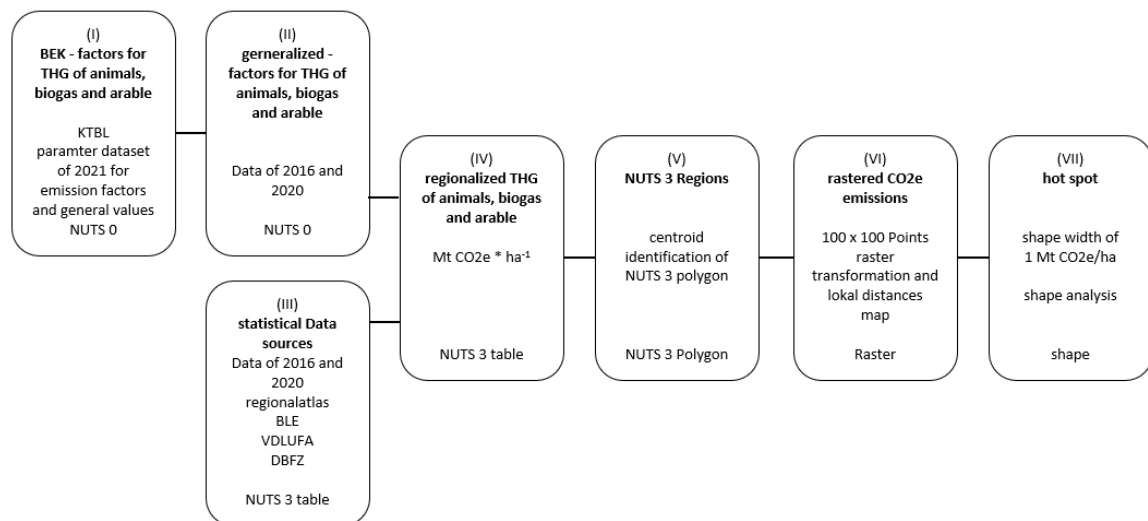 (I)
BEK - factors for
THG of animals,
biogas and arable
KTBL
paramter dataset
of 2021 for
emission factors
and general values
NUTS 0
(II)
gerneralized -
factors for THG of
animals, biogas
and arable
Data of 2016 and
2020
NUTS 0
(III)
statistical Data
sources
Data of 2016 and
2020
regionalatlas
BLE
VDLUFA
DBFZ
NUTS 3 table
(IV)
regionalized THG
of animals, biogas
and arable
Mt CO2e * ha⁻¹
NUTS 3 table
(V)
NUTS 3 Regions
centroid
identification of
NUTS 3 polygon
NUTS 3 Polygon
(VI)
rastered CO2e
emissions
100 x 100 Points
raster
transformation and
lokal distances
map
Raster
(VII)
hot spot
shape width of
1 Mt CO2e/ha
shape analysis
shape